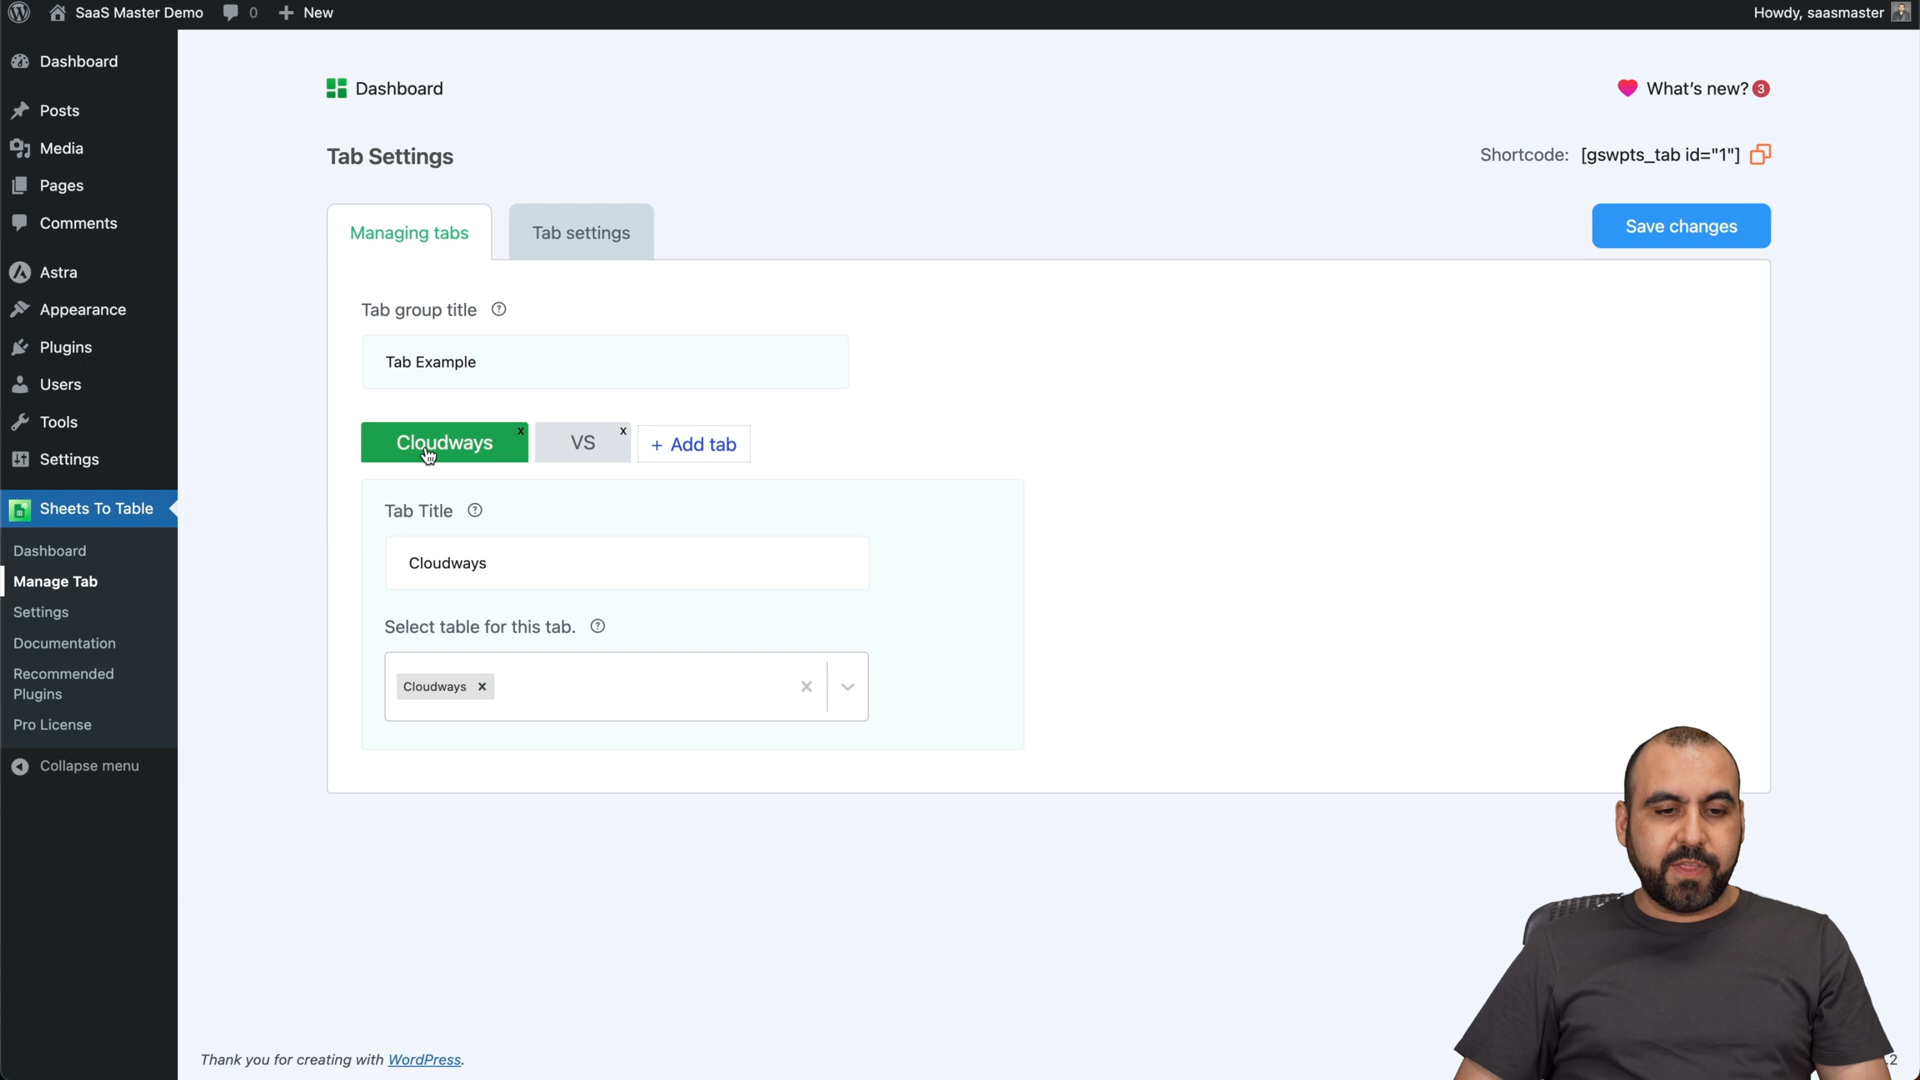 SaaS Master Demo 0 New Howdy, saasmaster
Dashboard
Posts
Media
Pages
Comments
Astra
Appearance
Plugins
Users
Tools
Settings
Sheets To Table
Dashboard
Manage Tab
Settings
Documentation
Recommended
Plugins
Pro License
Collapse menu
Dashboard
What's new? 3
Tab Settings
Shortcode: [gswpts_tab id="1"]
Managing tabs
Tab settings
Save changes
Tab group title ?
Tab Example
Cloudways x
VS x
+ Add tab
Tab Title ?
Cloudways
Select table for this tab. ?
Cloudways ×
Thank you for creating with WordPress.
.2